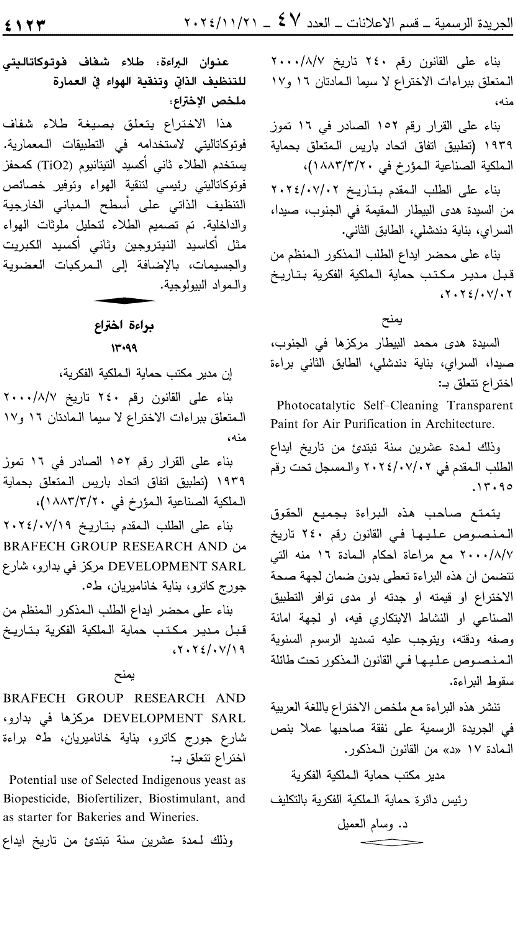 الجريدة الرسمية ــ قسم الاعلانات ــ العدد ٤٧ ــ ٢٠٢٤/١١/٢١
٤١٢٣
بناء على القانون رقم ٢٤٠ تاريخ ٢٠٠٠/٨/٧
المتعلق ببراءات الاختراع لا سيما المادتان ١٦ و١٧
منه،
بناء على القرار رقم ١٥٢ الصادر في ١٦ تموز
١٩٣٩ (تطبيق اتفاق اتحاد باريس المتعلق بحماية
الملكية الصناعية المؤرخ في ١٨٨٣/٣/٢٠)،
بناء على الطلب المقدم بتاريخ ٢٠٢٤/٠٧/٠٢
من السيدة هدى البيطار المقيمة في الجنوب، صيدا،
السراي، بناية دندشلي، الطابق الثاني.
بناء على محضر ايداع الطلب المذكور المنظم من
قبل مدير مكتب حماية الملكية الفكرية بتاريخ
٢٠٢٤/٠٧/٠٢،
يمنح
السيدة هدى محمد البيطار مركزها في الجنوب،
صيدا، السراي، بناية دندشلي، الطابق الثاني براءة
اختراع تتعلق بـ:
Photocatalytic Self–Cleaning Transparent
Paint for Air Purification in Architecture.
وذلك لمدة عشرين سنة تبتدئ من تاريخ ايداع
الطلب المقدم في ٢٠٢٤/٠٧/٠٢ والمسجل تحت رقم
١٣٠٩٥.
يتمتع صاحب هذه البراءة بجميع الحقوق
المنصوص عليها في القانون رقم ٢٤٠ تاريخ
٢٠٠٠/٨/٧ مع مراعاة احكام المادة ١٦ منه التي
تتضمن ان هذه البراءة تعطى بدون ضمان لجهة صحة
الاختراع او قيمته او جدته او مدى توافر التطبيق
الصناعي او النشاط الابتكاري فيه، او لجهة امانة
وصفه ودقته، ويتوجب عليه تسديد الرسوم السنوية
المنصوص عليها في القانون المذكور تحت طائلة
سقوط البراءة.
تنشر هذه البراءة مع ملخص الاختراع باللغة العربية
في الجريدة الرسمية على نفقة صاحبها عملا بنص
المادة ١٧ «د» من القانون المذكور.
مدير مكتب حماية الملكية الفكرية
رئيس دائرة حماية الملكية الفكرية بالتكليف
د. وسام العميل
عنوان البراءة: طلاء شفاف فوتوكاتاليتي
للتنظيف الذاتي وتنقية الهواء في العمارة
ملخص الإختراع:
هذا الاختراع يتعلق بصيغة طلاء شفاف
فوتوكاتاليتي لاستخدامه في التطبيقات المعمارية.
يستخدم الطلاء ثاني أكسيد التيتانيوم (TiO2) كمحفز
فوتوكاتاليتي رئيسي لتنقية الهواء وتوفير خصائص
التنظيف الذاتي على أسطح المباني الخارجية
والداخلية. تم تصميم الطلاء لتحليل ملوثات الهواء
مثل أكاسيد النيتروجين وثاني أكسيد الكبريت
والجسيمات، بالإضافة إلى المركبات العضوية
والمواد البيولوجية.
براءة اختراع
١٣٠٩٩
إن مدير مكتب حماية الملكية الفكرية،
بناء على القانون رقم ٢٤٠ تاريخ ٢٠٠٠/٨/٧
المتعلق ببراءات الاختراع لا سيما المادتان ١٦ و١٧
منه،
بناء على القرار رقم ١٥٢ الصادر في ١٦ تموز
١٩٣٩ (تطبيق اتفاق اتحاد باريس المتعلق بحماية
الملكية الصناعية المؤرخ في ١٨٨٣/٣/٢٠)،
بناء على الطلب المقدم بتاريخ ٢٠٢٤/٠٧/١٩
من BRAFECH GROUP RESEARCH AND
DEVELOPMENT SARL مركز في بدارو، شارع
جورج كاترو، بناية خاناميريان، ط٥.
بناء على محضر ايداع الطلب المذكور المنظم من
قبل مدير مكتب حماية الملكية الفكرية بتاريخ
٢٠٢٤/٠٧/١٩،
يمنح
BRAFECH GROUP RESEARCH AND
DEVELOPMENT SARL مركزها في بدارو،
شارع جورج كاترو، بناية خاناميريان، ط٥ براءة
اختراع تتعلق بـ:
Potential use of Selected Indigenous yeast as
Biopesticide, Biofertilizer, Biostimulant, and
as starter for Bakeries and Wineries.
وذلك لمدة عشرين سنة تبتدئ من تاريخ ايداع